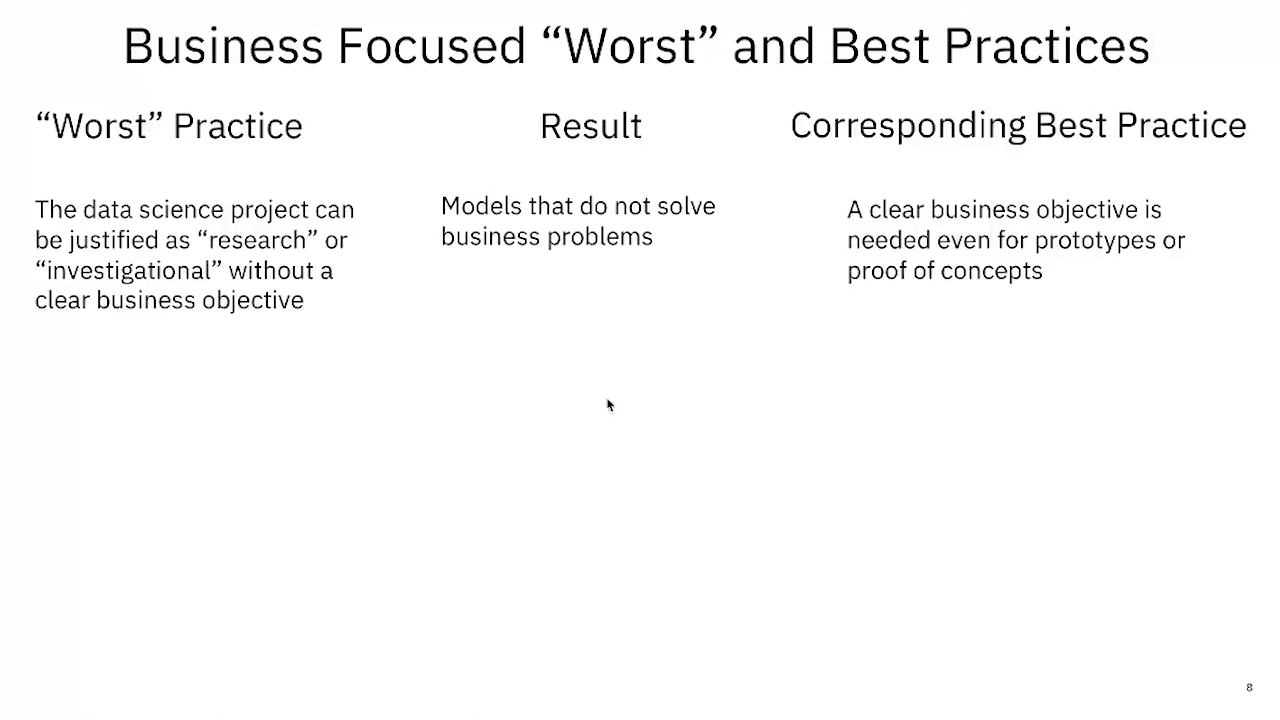 Business Focused “Worst” and Best Practices
“Worst” Practice
Result
Corresponding Best Practice
The data science project can
be justified as “research” or
“investigational” without a
clear business objective
Models that do not solve
business problems
A clear business objective is
needed even for prototypes or
proof of concepts
8